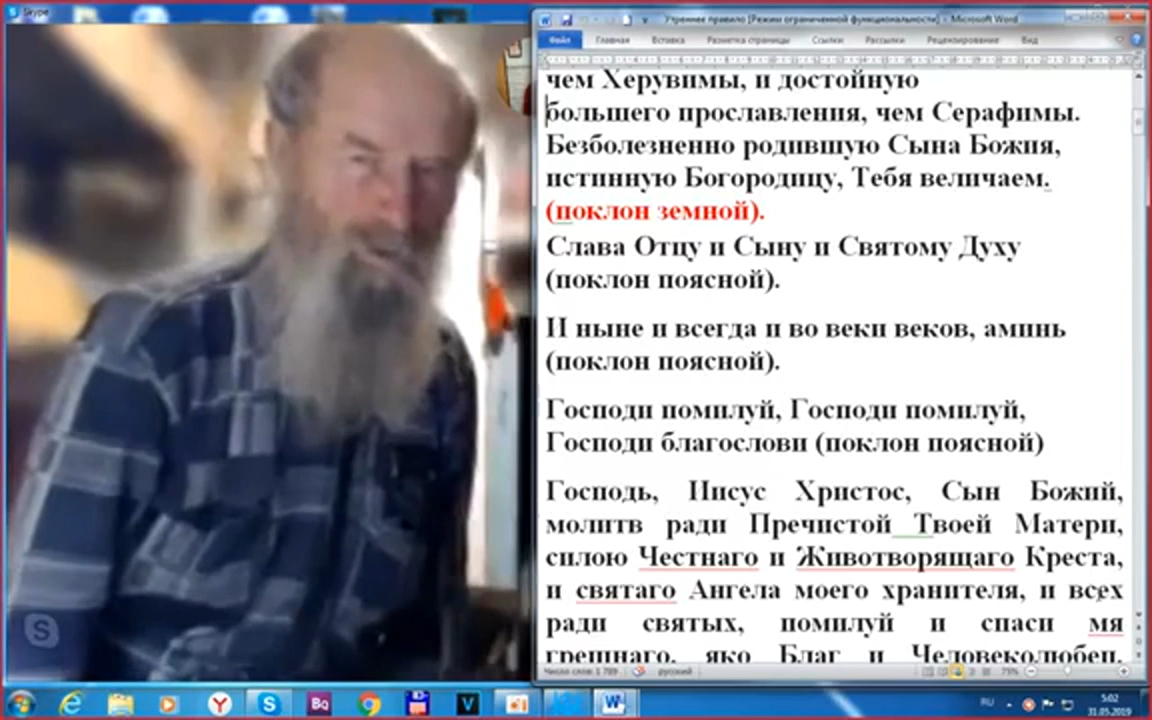 Skype
Утреннее правило [Режим ограниченной функциональности] - Microsoft Word
Файл Главная Вставка Разметка страницы Ссылки Рассылки Рецензирование Вид
чем Херувимы, и достойную
большего прославления, чем Серафимы.
Безболезненно родившую Сына Божия,
истинную Богородицу, Тебя величаем.
(поклон земной).
Слава Отцу и Сыну и Святому Духу
(поклон поясной).
И ныне и всегда и во веки веков, аминь
(поклон поясной).
Господи помилуй, Господи помилуй,
Господи благослови (поклон поясной)
Господь, Иисус Христос, Сын Божий,
молитв ради Пречистой Твоей Матери,
силою Честнаго и Животворящаго Креста,
и святаго Ангела моего хранителя, и всех
ради святых, помилуй и спаси мя
грешнаго, яко Благ и Человеколюбец.
Число слов: 1 789 русский 75%
S
Y S Bq V W RU 5:02
31.05.2019